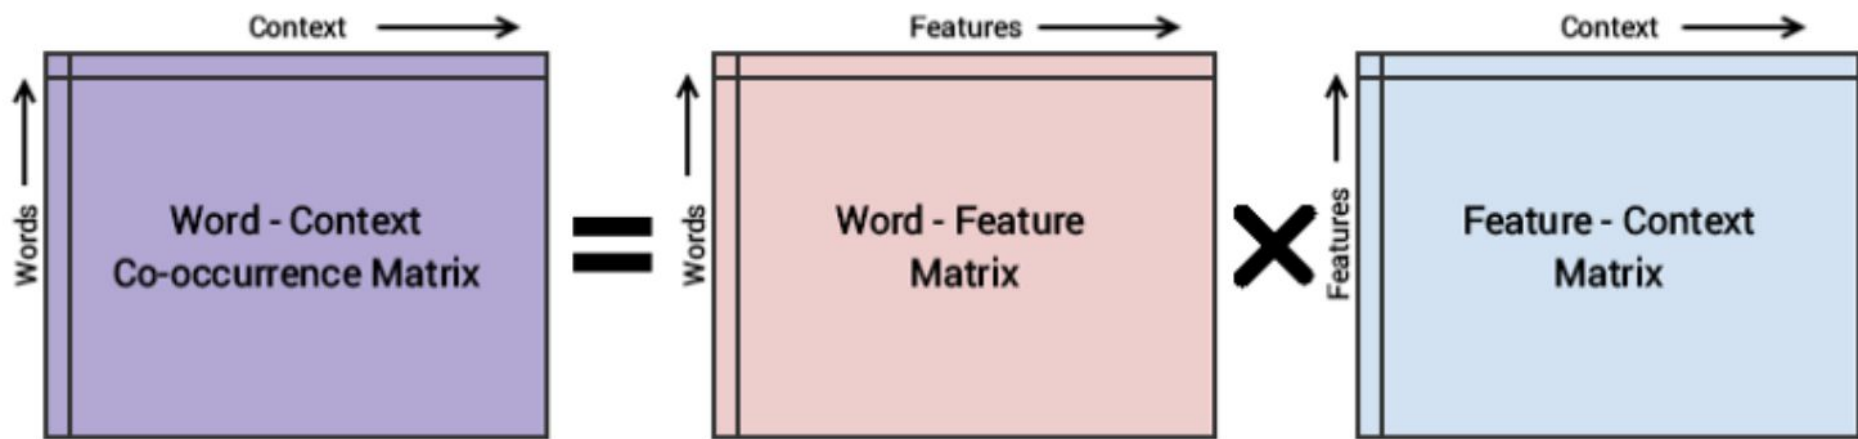 Context
Words
Word - Context
Co-occurrence Matrix
Features
Words
Word - Feature
Matrix
Context
Features
Feature - Context
Matrix